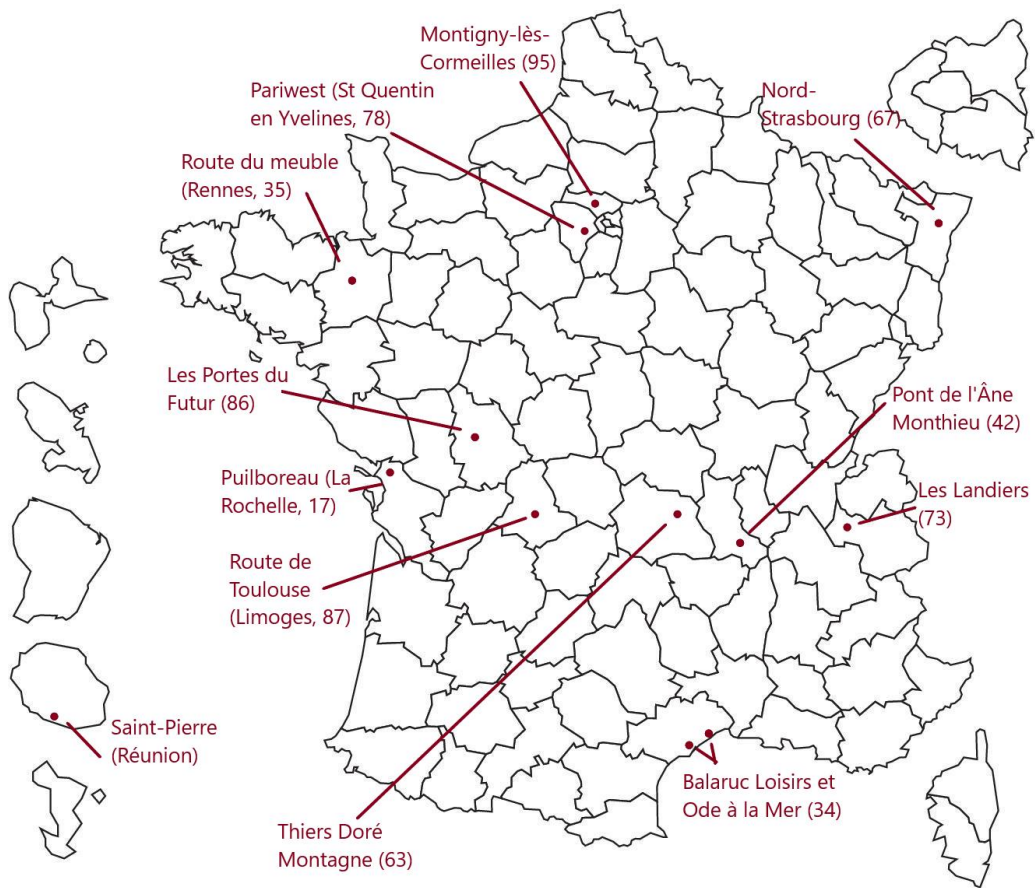 Montigny-lès-
Cormeilles (95)
Pariwest (St Quentin
en Yvelines, 78)
Nord-
Strasbourg (67)
Route du meuble
(Rennes, 35)
Les Portes du
Futur (86)
Pont de l'Âne
Monthieu (42)
Puilboreau (La
Rochelle, 17)
Les Landiers
(73)
Route de
Toulouse
(Limoges, 87)
Saint-Pierre
(Réunion)
Balaruc Loisirs et
Ode à la Mer (34)
Thiers Doré
Montagne (63)